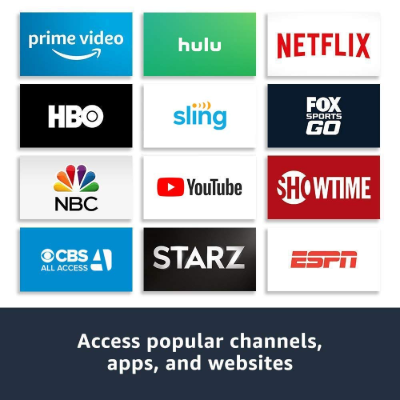 prime video
hulu
NETFLIX
HBO
sling
FOX
SPORTS
GO
NBC
YouTube
SHOWTIME
CBS
ALL ACCESS
STARZ
ESPN
Access popular channels,
apps, and websites